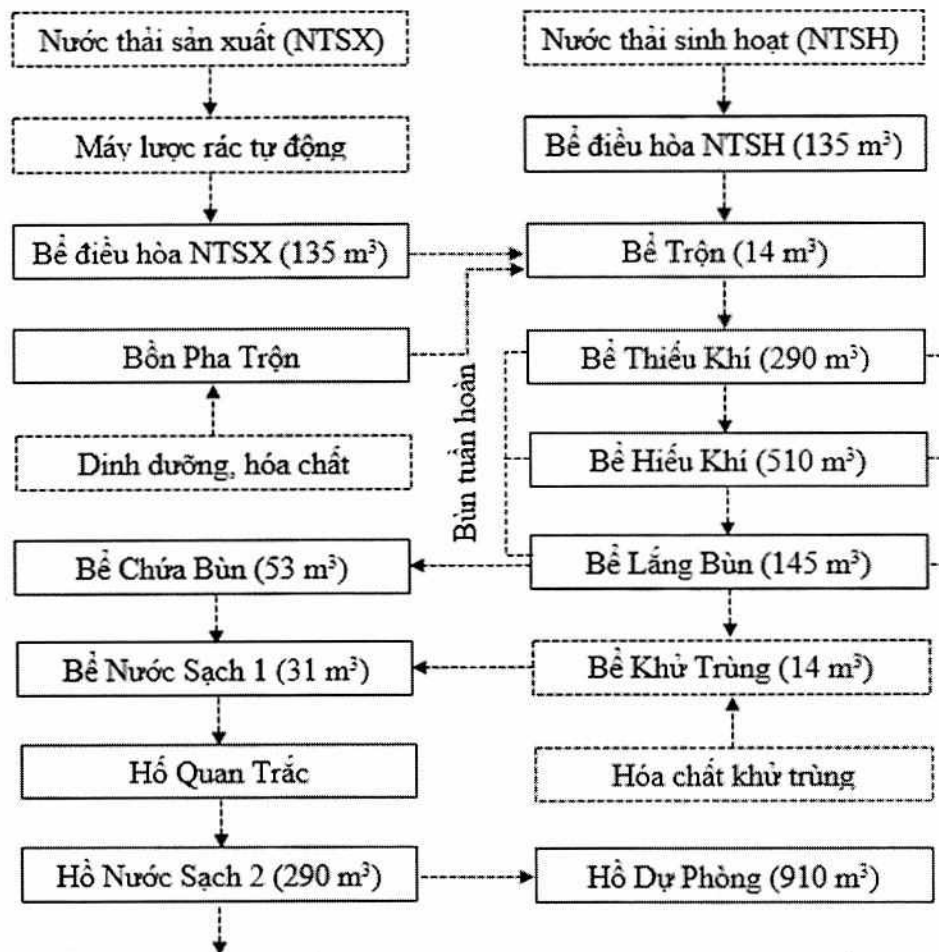 Nước thải sản xuất (NTSX)
Nước thải sinh hoạt (NTSH)
Máy lược rác tự động
Bể điều hòa NTSH (135 m³)
Bể điều hòa NTSX (135 m³)
Bể Trộn (14 m³)
Bồn Pha Trộn
Bể Thiếu Khí (290 m³)
Bùn tuần hoàn
Dinh dưỡng, hóa chất
Bể Hiếu Khí (510 m³)
Bể Chứa Bùn (53 m³)
Bể Lắng Bùn (145 m³)
Bể Nước Sạch 1 (31 m³)
Bể Khử Trùng (14 m³)
Hố Quan Trắc
Hóa chất khử trùng
Hồ Nước Sạch 2 (290 m³)
Hồ Dự Phòng (910 m³)